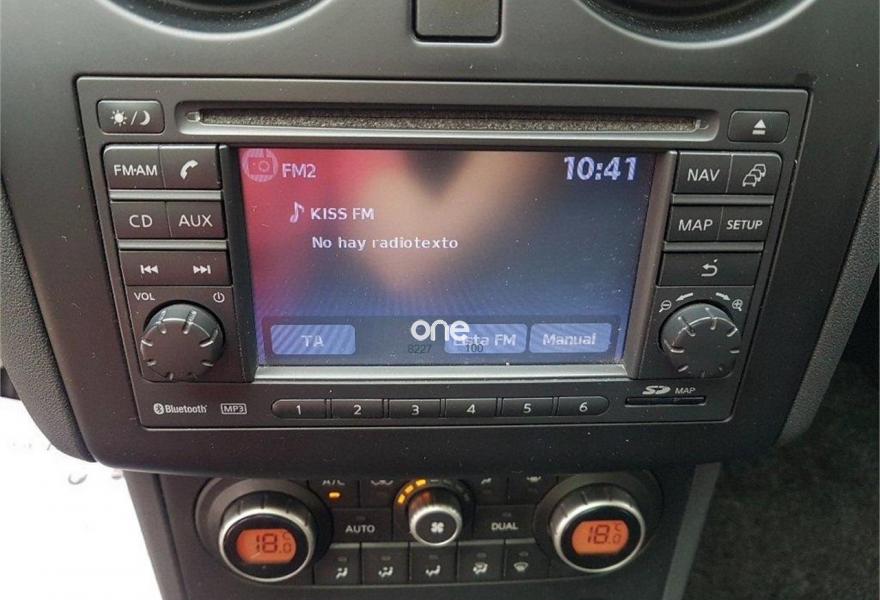 FM·AM
CD
AUX
VOL
FM2
10:41
KISS FM
No hay radiotexto
TA
Lista FM
Manual
one
8227
100
NAV
MAP
SETUP
Bluetooth
MP3
1
2
3
4
5
6
SD MAP
A/C
AUTO
DUAL
18.0
°C
18.0